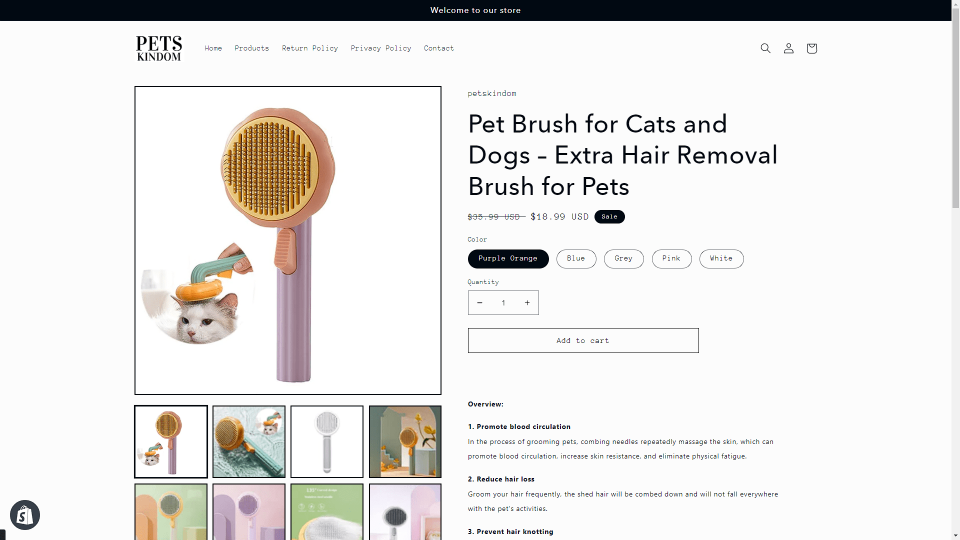 Welcome to our store
PETS
KINDOM
Home Products Return Policy Privacy Policy Contact
petskindom
Pet Brush for Cats and
Dogs – Extra Hair Removal
Brush for Pets
$35.99 USD $18.99 USD Sale
Color
Purple Orange Blue Grey Pink White
Quantity
− 1 +
Add to cart
Overview:
1. Promote blood circulation
In the process of grooming pets, combing needles repeatedly massage the skin, which can
promote blood circulation, increase skin resistance, and eliminate physical fatigue.
2. Reduce hair loss
Groom your hair frequently, the shed hair will be combed down and will not fall everywhere
with the pet's activities.
3. Prevent hair knotting